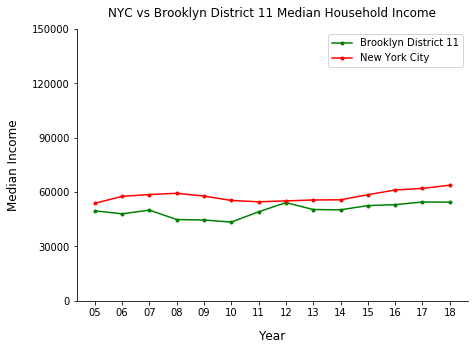 NYC vs Brooklyn District 11 Median Household Income
150000
120000
90000
60000
30000
0
Median Income
Brooklyn District 11
New York City
05 06 07 08 09 10 11 12 13 14 15 16 17 18
Year